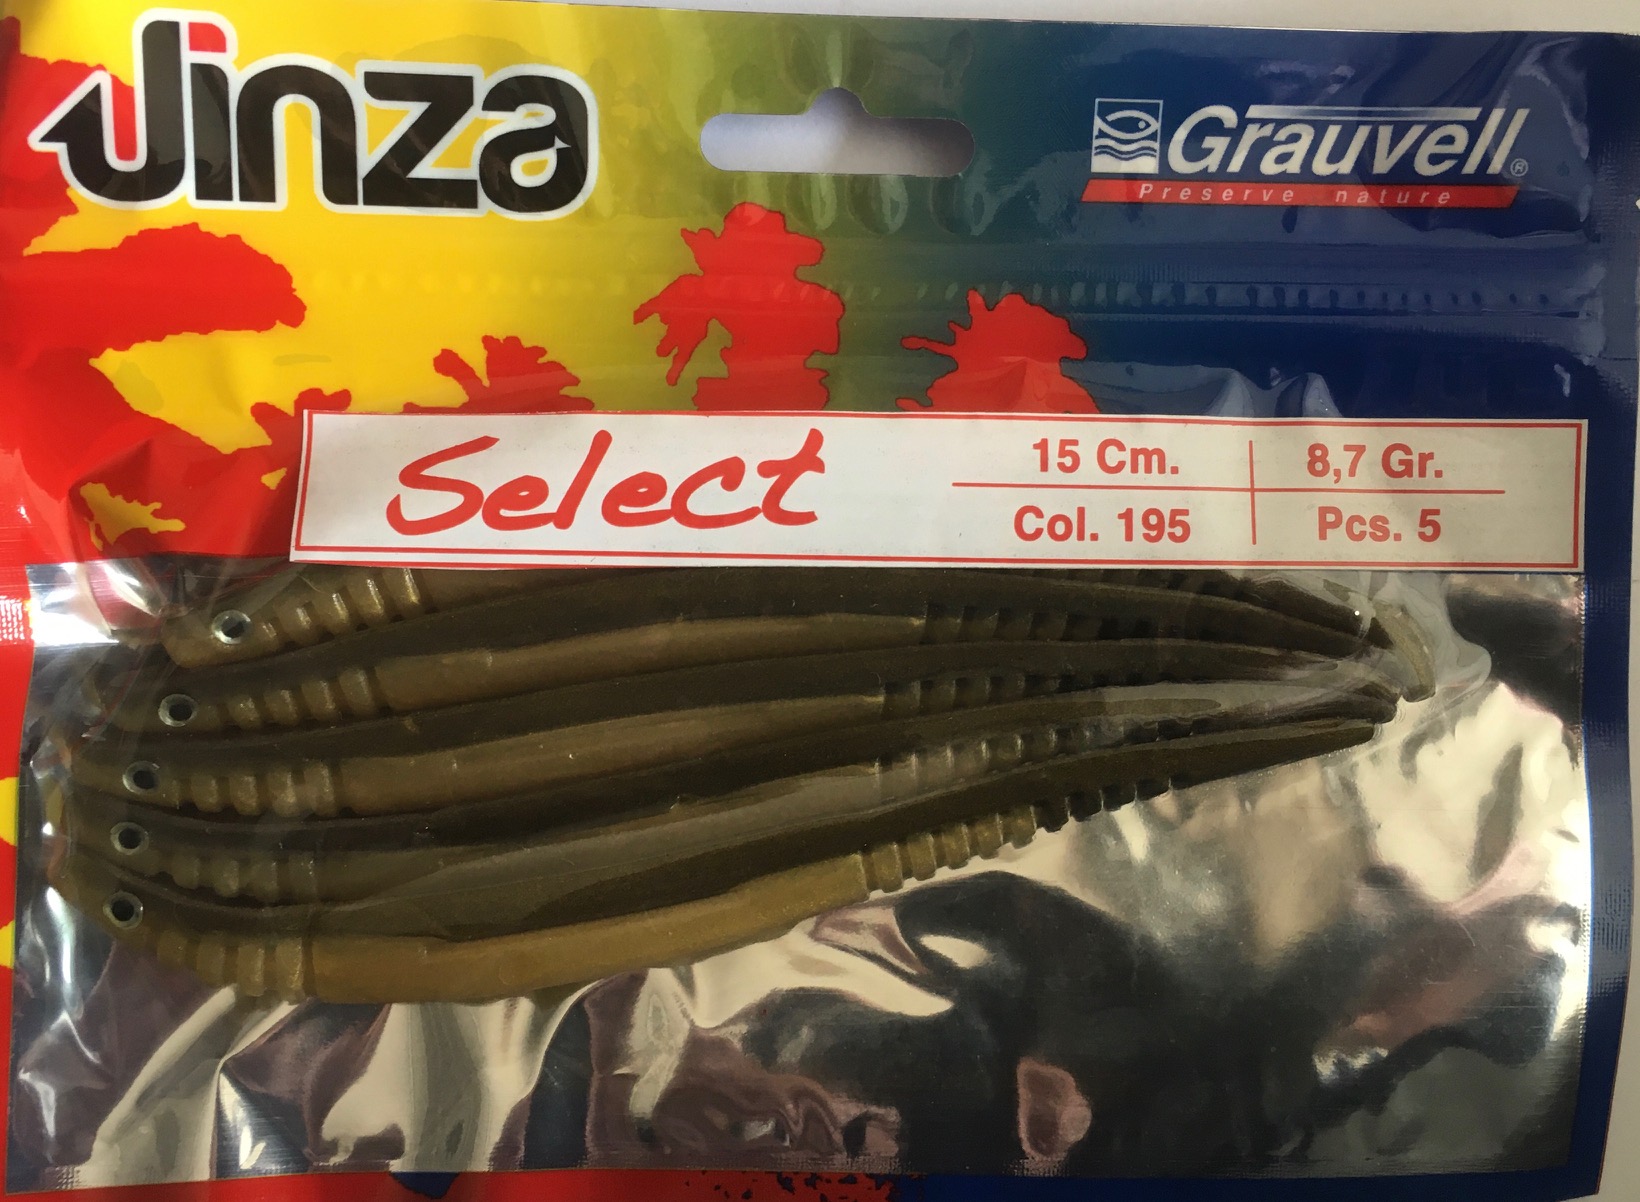 Jinza
Grauvell®
Preserve nature
Select
15 Cm.
8,7 Gr.
Col. 195
Pcs. 5